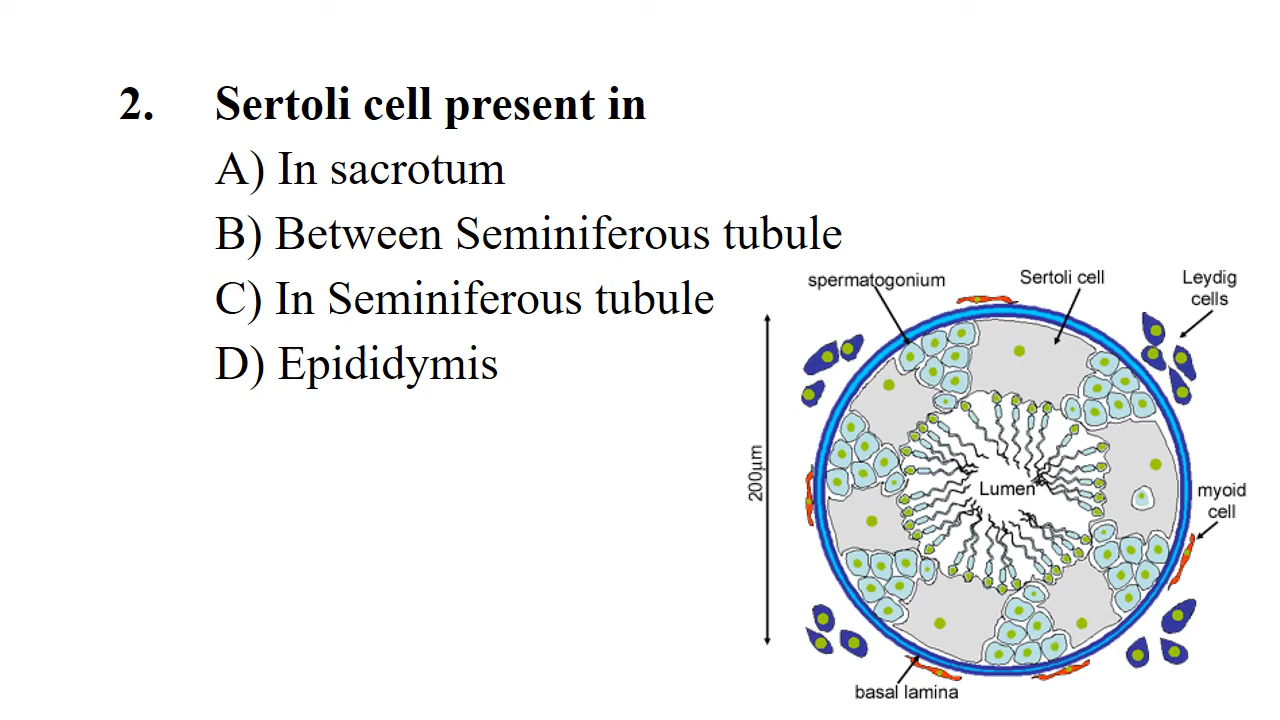 2. Sertoli cell present in
A) In sacrotum
B) Between Seminiferous tubule
C) In Seminiferous tubule
D) Epididymis
spermatogonium
Sertoli cell
Leydig
cells
200µm
Lumen
myoid
cell
basal lamina